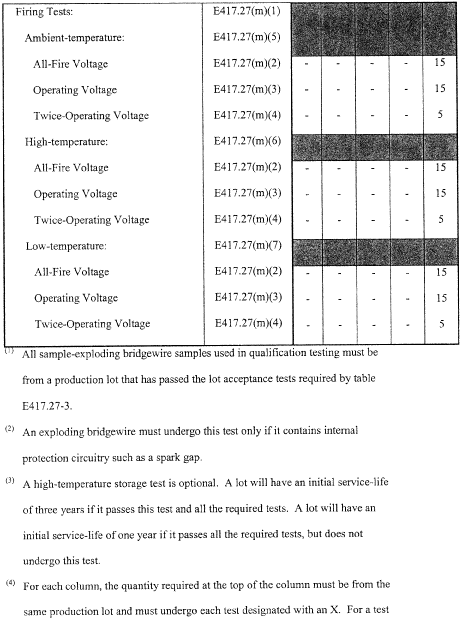 Firing Tests: E417.27(m)(1)
Ambient-temperature: E417.27(m)(5)
All-Fire Voltage E417.27(m)(2) - - - - 15
Operating Voltage E417.27(m)(3) - - - - 15
Twice-Operating Voltage E417.27(m)(4) - - - - 5
High-temperature: E417.27(m)(6)
All-Fire Voltage E417.27(m)(2) - - - - 15
Operating Voltage E417.27(m)(3) - - - - 15
Twice-Operating Voltage E417.27(m)(4) - - - - 5
Low-temperature: E417.27(m)(7)
All-Fire Voltage E417.27(m)(2) - - - - 15
Operating Voltage E417.27(m)(3) - - - - 15
Twice-Operating Voltage E417.27(m)(4) - - - - 5
(1) All sample-exploding bridgewire samples used in qualification testing must be
from a production lot that has passed the lot acceptance tests required by table
E417.27-3.
(2) An exploding bridgewire must undergo this test only if it contains internal
protection circuitry such as a spark gap.
(3) A high-temperature storage test is optional. A lot will have an initial service-life
of three years if it passes this test and all the required tests. A lot will have an
initial service-life of one year if it passes all the required tests, but does not
undergo this test.
(4) For each column, the quantity required at the top of the column must be from the
same production lot and must undergo each test designated with an X. For a test